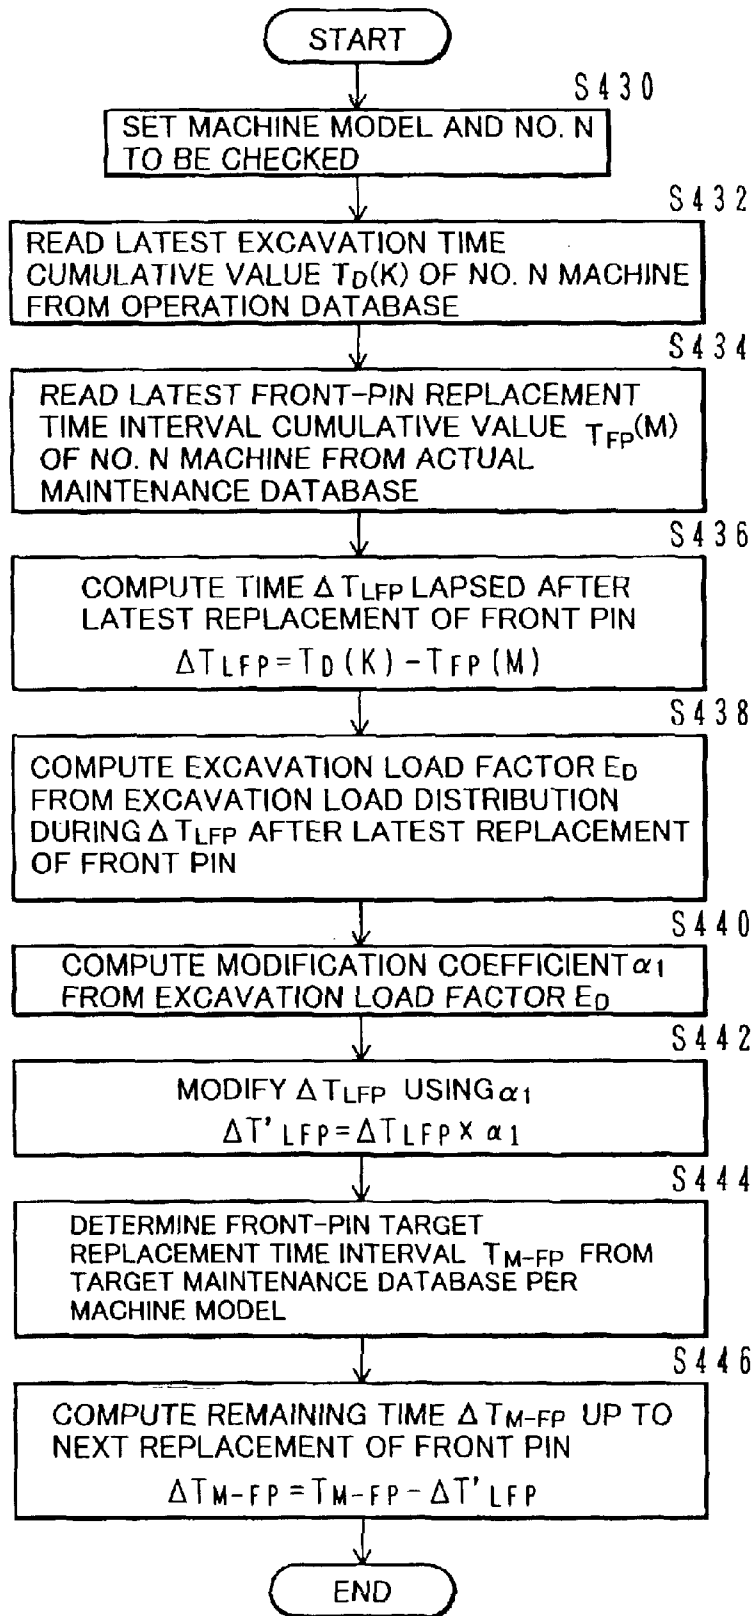 START
S430
SET MACHINE MODEL AND NO. N
TO BE CHECKED
S432
READ LATEST EXCAVATION TIME
CUMULATIVE VALUE TD(K) OF NO. N MACHINE
FROM OPERATION DATABASE
S434
READ LATEST FRONT-PIN REPLACEMENT
TIME INTERVAL CUMULATIVE VALUE TFP(M)
OF NO. N MACHINE FROM ACTUAL
MAINTENANCE DATABASE
S436
COMPUTE TIME ΔTLFP LAPSED AFTER
LATEST REPLACEMENT OF FRONT PIN
ΔTLFP=TD(K)-TFP(M)
S438
COMPUTE EXCAVATION LOAD FACTOR ED
FROM EXCAVATION LOAD DISTRIBUTION
DURING ΔTLFP AFTER LATEST REPLACEMENT
OF FRONT PIN
S440
COMPUTE MODIFICATION COEFFICIENT α1
FROM EXCAVATION LOAD FACTOR ED
S442
MODIFY ΔTLFP USING α1
ΔT'LFP=ΔTLFP x α1
S444
DETERMINE FRONT-PIN TARGET
REPLACEMENT TIME INTERVAL TM-FP FROM
TARGET MAINTENANCE DATABASE PER
MACHINE MODEL
S446
COMPUTE REMAINING TIME ΔTM-FP UP TO
NEXT REPLACEMENT OF FRONT PIN
ΔTM-FP=TM-FP-ΔT'LFP
END